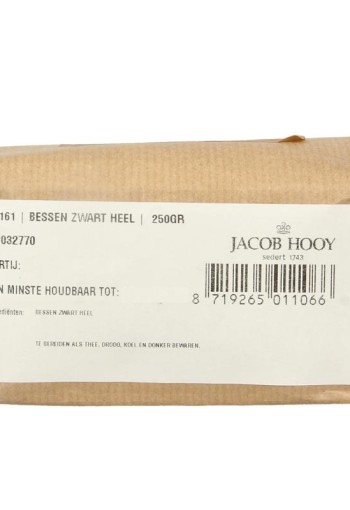 161 | BESSEN ZWART HEEL | 250GR
032770
RTIJ:
N MINSTE HOUDBAAR TOT:
ediënten: BESSEN ZWART HEEL
TE GEBRUIKEN ALS THEE. DROOG, KOEL EN DONKER BEWAREN.
JACOB HOOY
sedert 1743
8 719265 011066